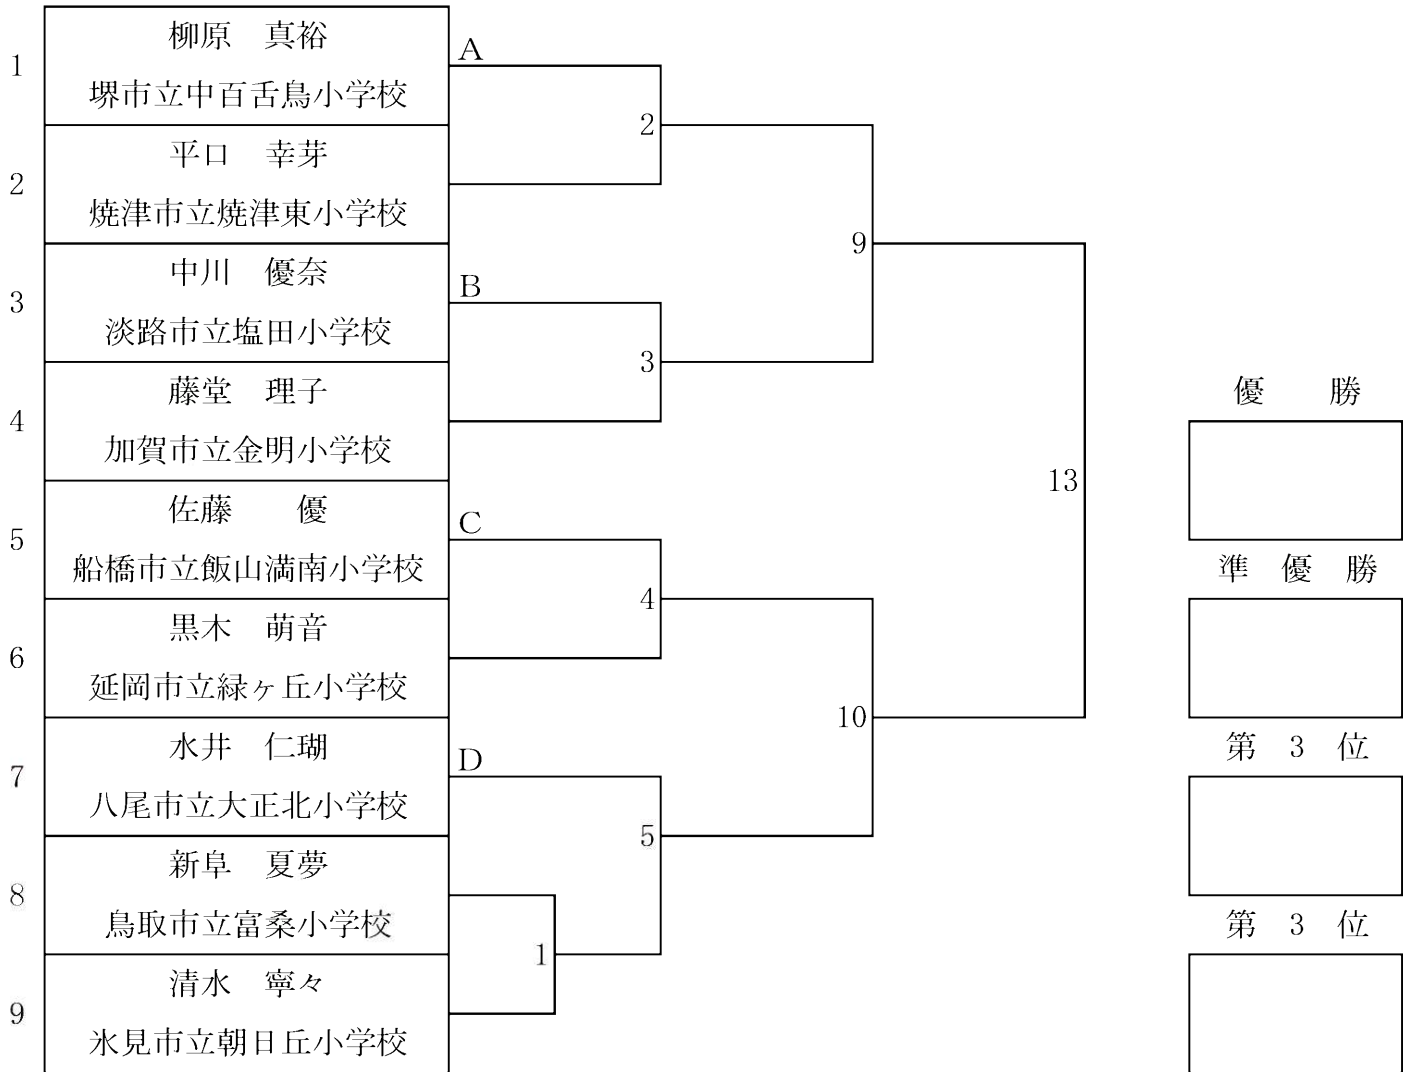 1
柳原　真裕
堺市立中百舌鳥小学校
2
平口　幸芽
焼津市立焼津東小学校
3
中川　優奈
淡路市立塩田小学校
4
藤堂　理子
加賀市立金明小学校
5
佐藤　　優
船橋市立飯山満南小学校
6
黒木　萌音
延岡市立緑ヶ丘小学校
7
水井　仁瑚
八尾市立大正北小学校
8
新阜　夏夢
鳥取市立富桑小学校
9
清水　寧々
氷見市立朝日丘小学校
A
B
C
D
2
3
4
5
1
9
10
13
優　　勝
準　優　勝
第　3　位
第　3　位